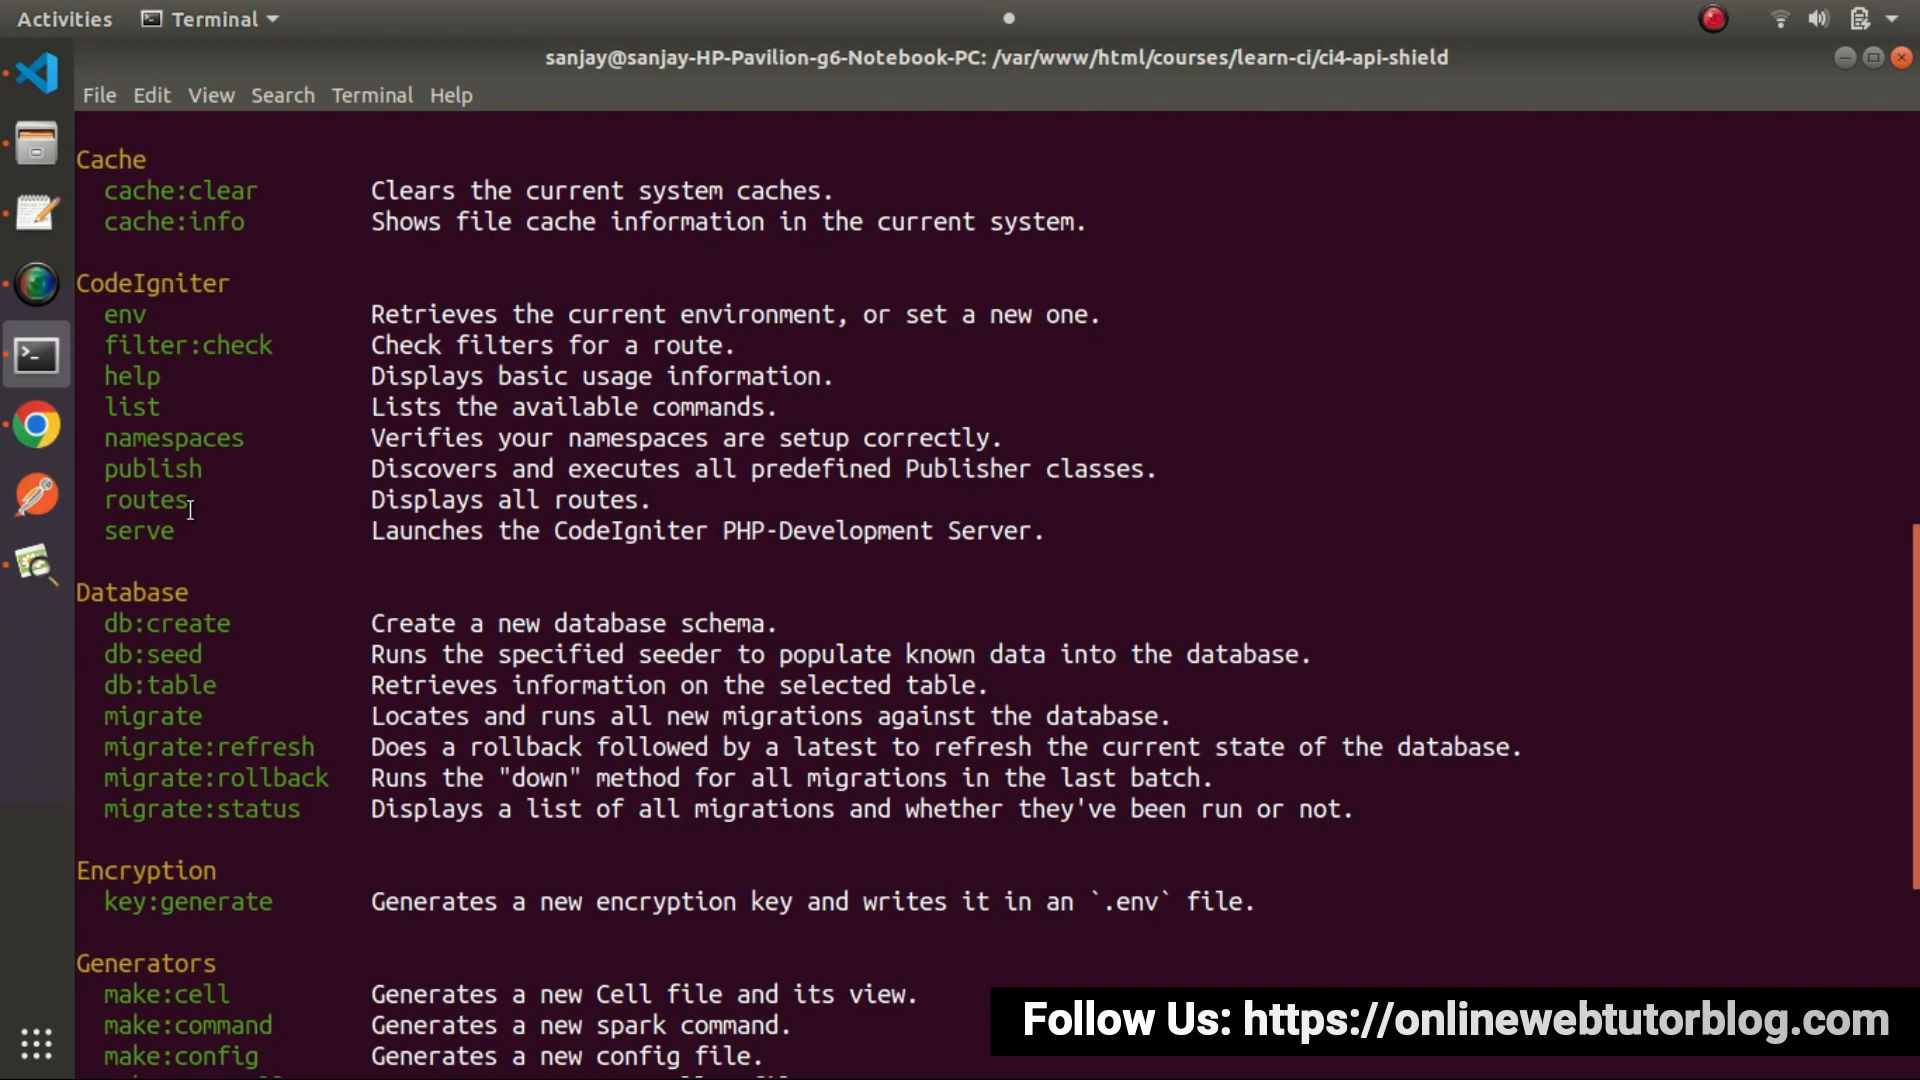 Activities Terminal
sanjay@sanjay-HP-Pavilion-g6-Notebook-PC: /var/www/html/courses/learn-ci/ci4-api-shield
File Edit View Search Terminal Help
Cache
cache:clear Clears the current system caches.
cache:info Shows file cache information in the current system.
CodeIgniter
env Retrieves the current environment, or set a new one.
filter:check Check filters for a route.
help Displays basic usage information.
list Lists the available commands.
namespaces Verifies your namespaces are setup correctly.
publish Discovers and executes all predefined Publisher classes.
routes Displays all routes.
serve Launches the CodeIgniter PHP-Development Server.
Database
db:create Create a new database schema.
db:seed Runs the specified seeder to populate known data into the database.
db:table Retrieves information on the selected table.
migrate Locates and runs all new migrations against the database.
migrate:refresh Does a rollback followed by a latest to refresh the current state of the database.
migrate:rollback Runs the "down" method for all migrations in the last batch.
migrate:status Displays a list of all migrations and whether they've been run or not.
Encryption
key:generate Generates a new encryption key and writes it in an `.env` file.
Generators
make:cell Generates a new Cell file and its view.
make:command Generates a new spark command.
make:config Generates a new config file.
Follow Us: https://onlinewebtutorblog.com